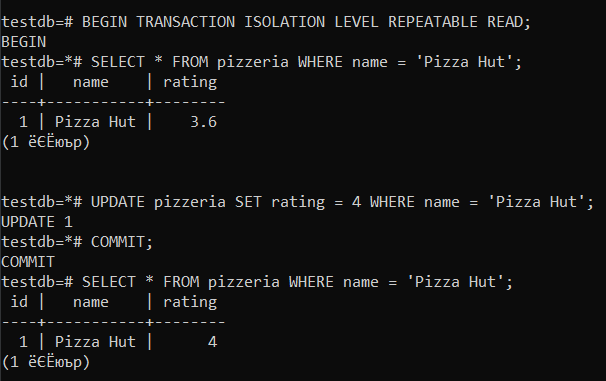 testdb=# BEGIN TRANSACTION ISOLATION LEVEL REPEATABLE READ;
BEGIN
testdb=*# SELECT * FROM pizzeria WHERE name = 'Pizza Hut';
 id |   name    | rating
----+-----------+--------
  1 | Pizza Hut |    3.6
(1 ёЄЁюър)
testdb=*# UPDATE pizzeria SET rating = 4 WHERE name = 'Pizza Hut';
UPDATE 1
testdb=*# COMMIT;
COMMIT
testdb=# SELECT * FROM pizzeria WHERE name = 'Pizza Hut';
 id |   name    | rating
----+-----------+--------
  1 | Pizza Hut |      4
(1 ёЄЁюър)